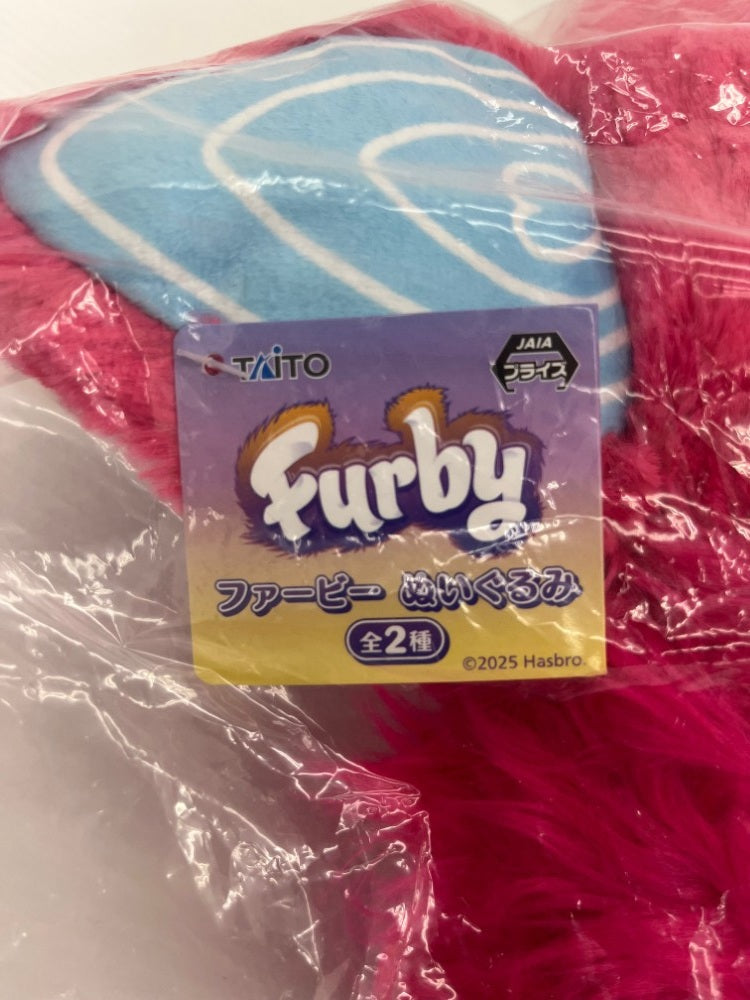 TAITO
JAIA
プライズ
Furby
ファービー ぬいぐるみ
全2種
©2025 Hasbro.